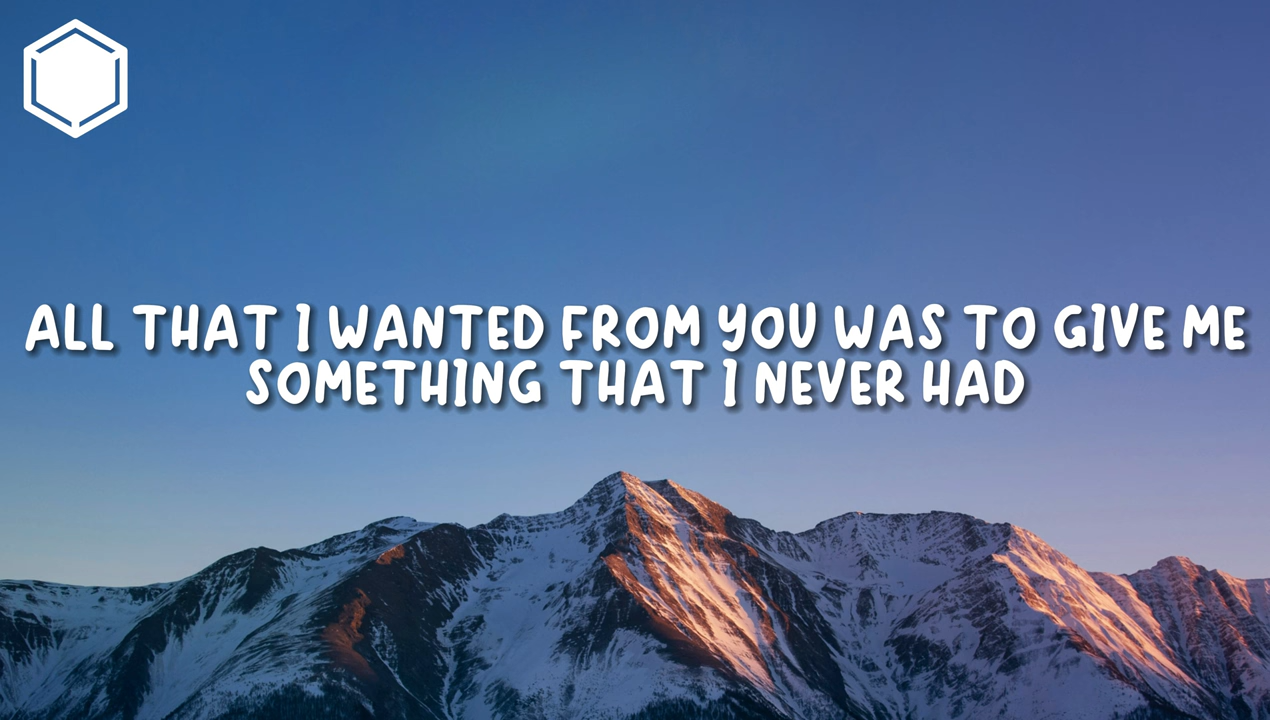 ALL THAT I WANTED FROM YOU WAS TO GIVE ME
SOMETHING THAT I NEVER HAD